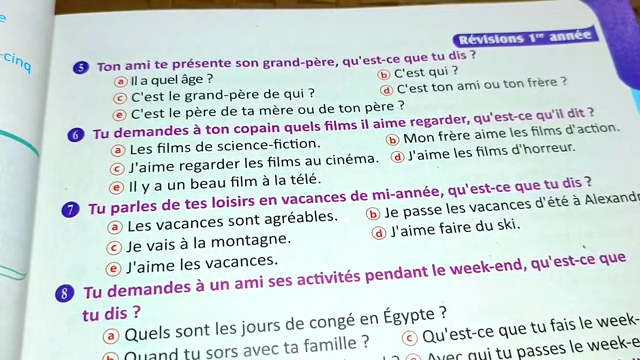 cinq
Révisions 1re année
5 Ton ami te présente son grand-père, qu'est-ce que tu dis ?
a Il a quel âge ? b C'est qui ?
c C'est le grand-père de qui ? d C'est ton ami ou ton frère ?
e C'est le père de ta mère ou de ton père ?
6 Tu demandes à ton copain quels films il aime regarder, qu'est-ce qu'il dit ?
a Les films de science-fiction. b Mon frère aime les films d'action.
c J'aime regarder les films au cinéma. d J'aime les films d'horreur.
e Il y a un beau film à la télé.
7 Tu parles de tes loisirs en vacances de mi-année, qu'est-ce que tu dis ?
a Les vacances sont agréables. b Je passe les vacances d'été à Alexandr
c Je vais à la montagne. d J'aime faire du ski.
e J'aime les vacances.
8 Tu demandes à un ami ses activités pendant le week-end, qu'est-ce que
tu dis ?
a Quels sont les jours de congé en Égypte ?
b Quand tu sors avec ta famille ? c Qu'est-ce que tu fais le week-
Avec qui tu passes le week-e